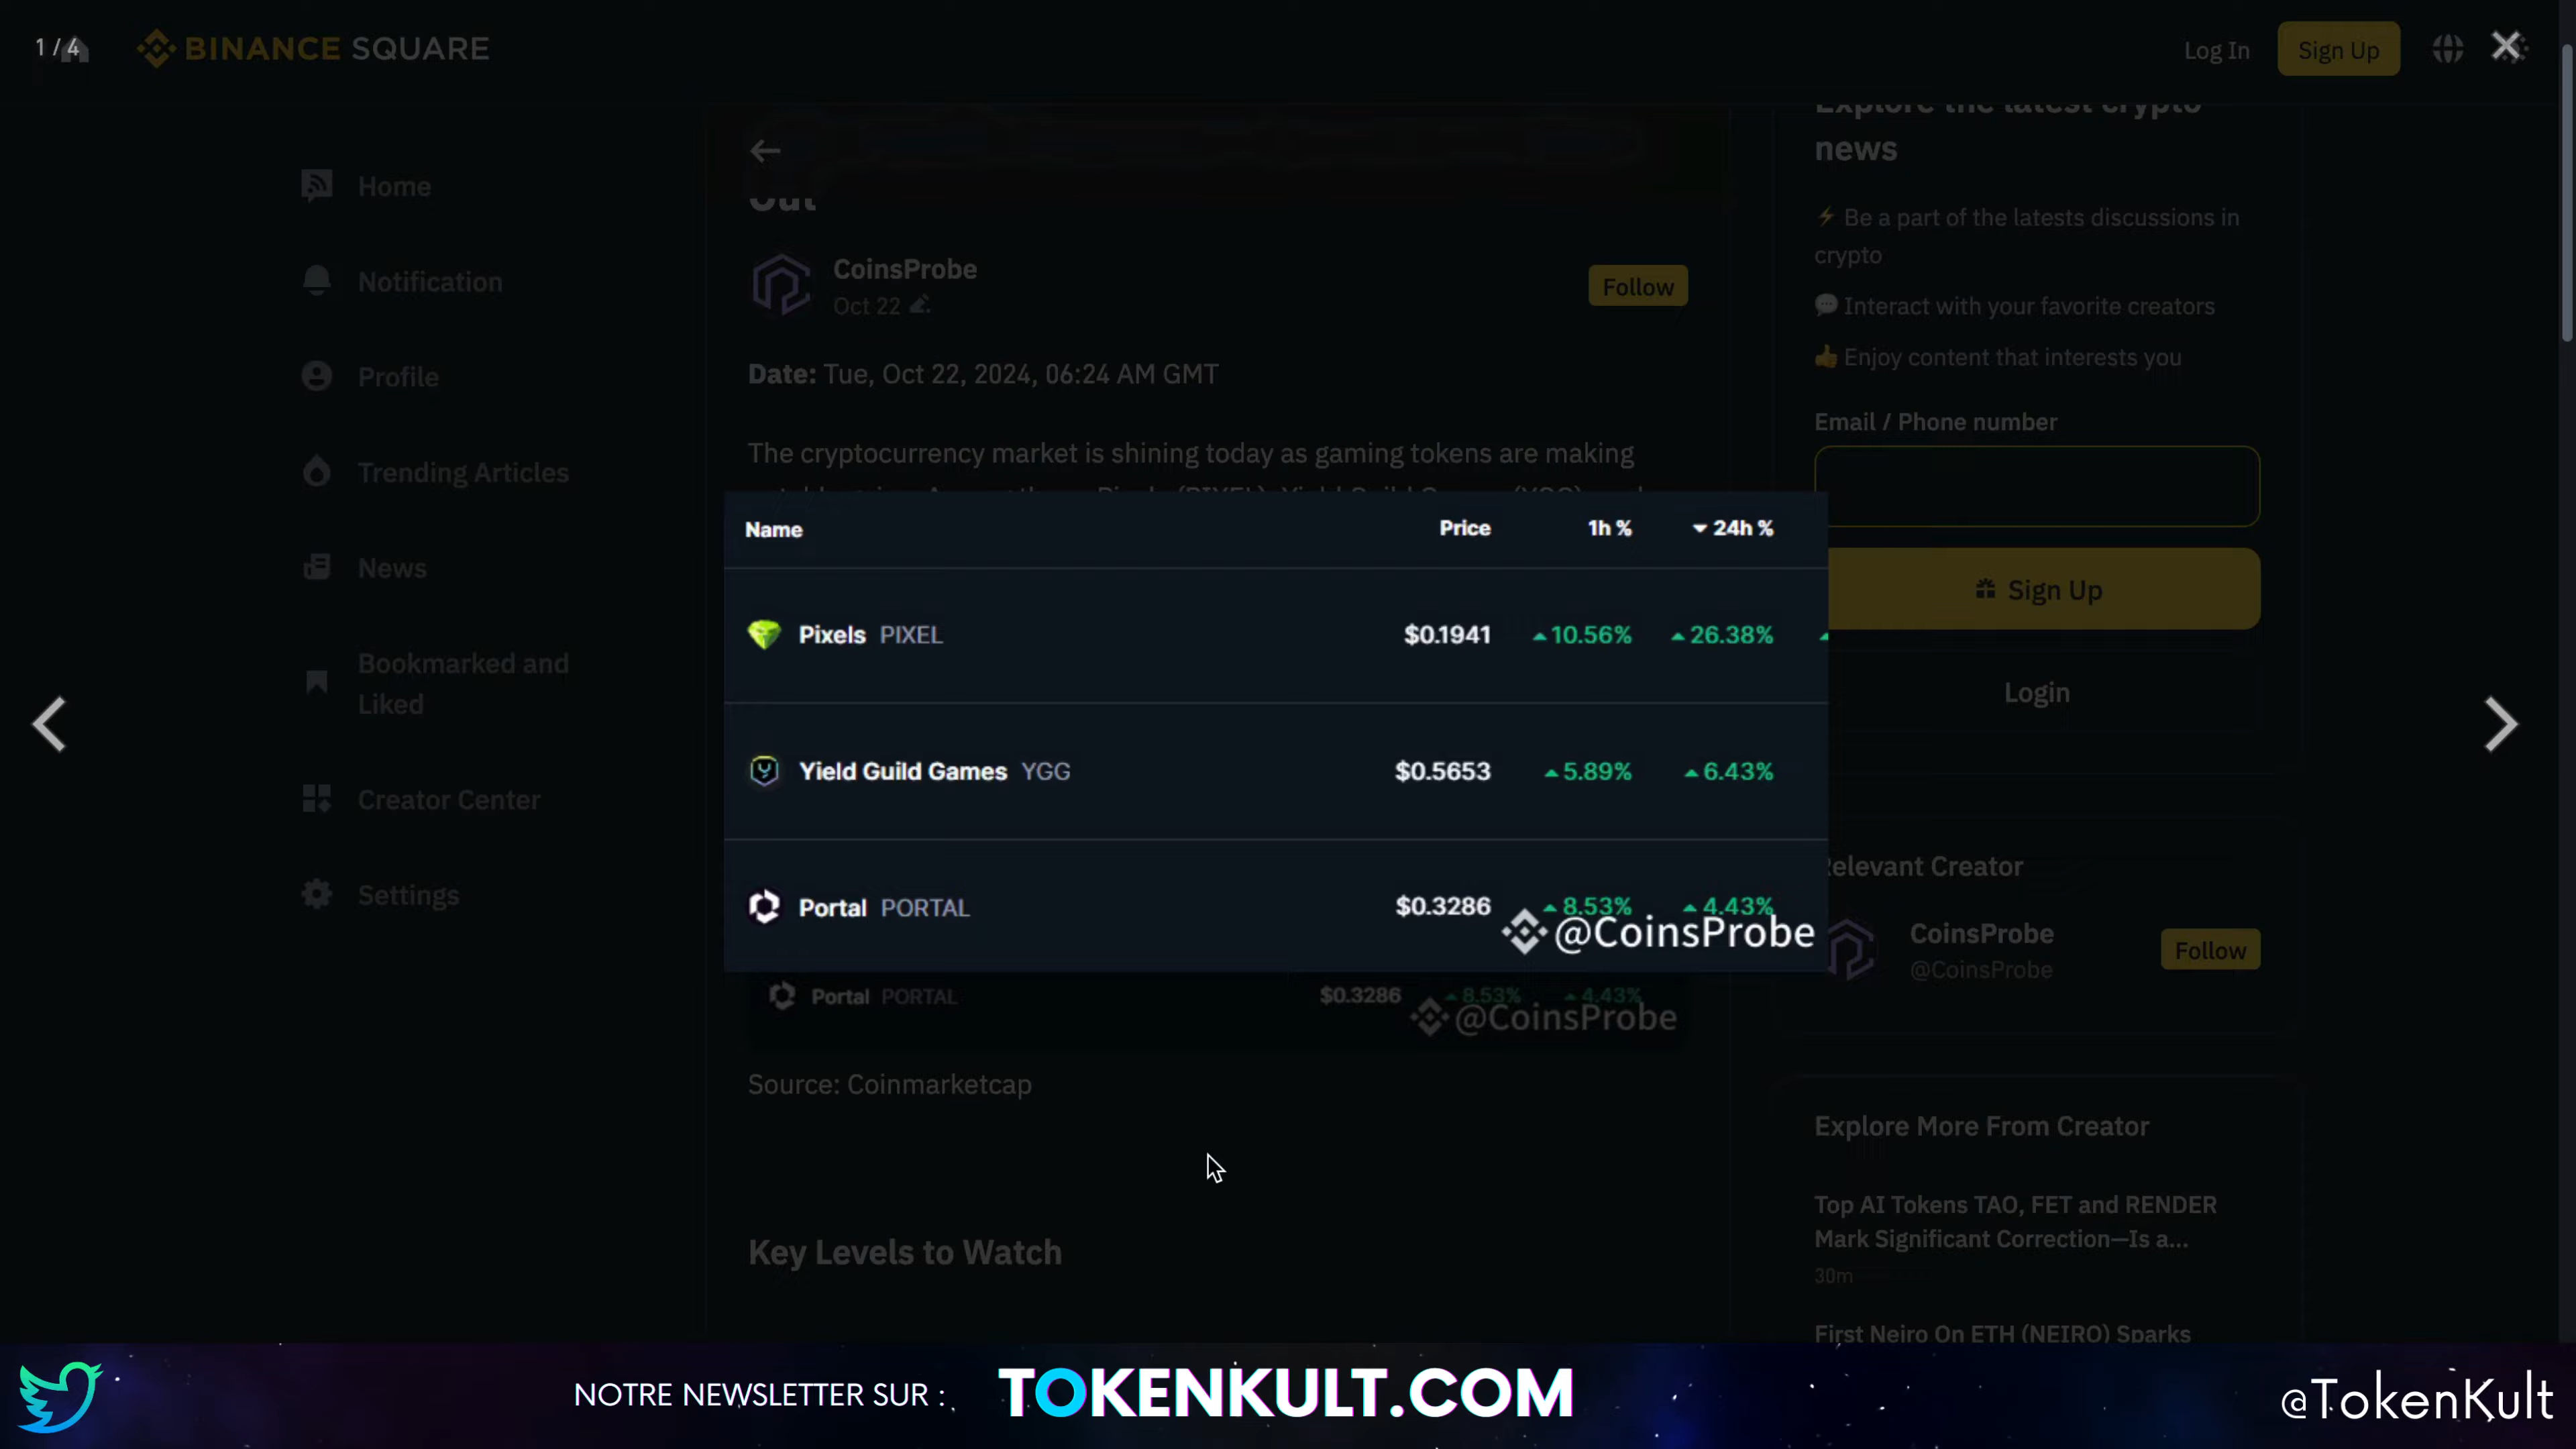 1 / 4
BINANCE SQUARE
Log In
Sign Up
Home
Notification
Profile
Trending Articles
News
Bookmarked and
Liked
Creator Center
Settings
Out
CoinsProbe
Oct 22
Follow
Date: Tue, Oct 22, 2024, 06:24 AM GMT
The cryptocurrency market is shining today as gaming tokens are making
Name Price 1h % 24h %
Pixels PIXEL $0.1941 10.56% 26.38%
Yield Guild Games YGG $0.5653 5.89% 6.43%
Portal PORTAL $0.3286 8.53% 4.43%
@CoinsProbe
Portal PORTAL $0.3286 8.53% 4.43%
@CoinsProbe
Source: Coinmarketcap
Key Levels to Watch
Explore the latest crypto
news
⚡ Be a part of the latests discussions in
crypto
💬 Interact with your favorite creators
👍 Enjoy content that interests you
Email / Phone number
Sign Up
Login
Relevant Creator
CoinsProbe
@CoinsProbe
Follow
Explore More From Creator
Top AI Tokens TAO, FET and RENDER
Mark Significant Correction—Is a...
30m
First Neiro On ETH (NEIRO) Sparks
NOTRE NEWSLETTER SUR :
TOKENKULT.COM
@TokenKult